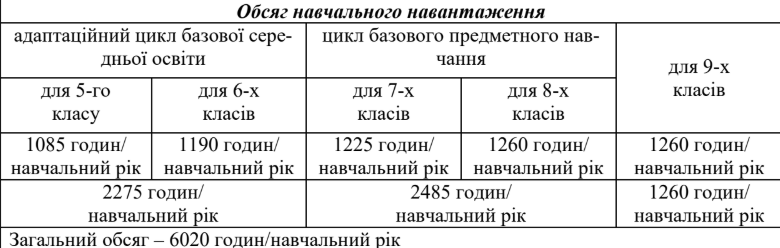 Обсяг навчального навантаження
адаптаційний цикл базової сере-
дньої освіти
цикл базового предметного нав-
чання
для 9-х
класів
для 5-го
класу
для 6-х
класів
для 7-х
класів
для 8-х
класів
1085 годин/
навчальний рік
1190 годин/
навчальний рік
1225 годин/
навчальний рік
1260 годин/
навчальний рік
1260 годин/
навчальний рік
2275 годин/
навчальний рік
2485 годин/
навчальний рік
1260 годин/
навчальний рік
Загальний обсяг – 6020 годин/навчальний рік